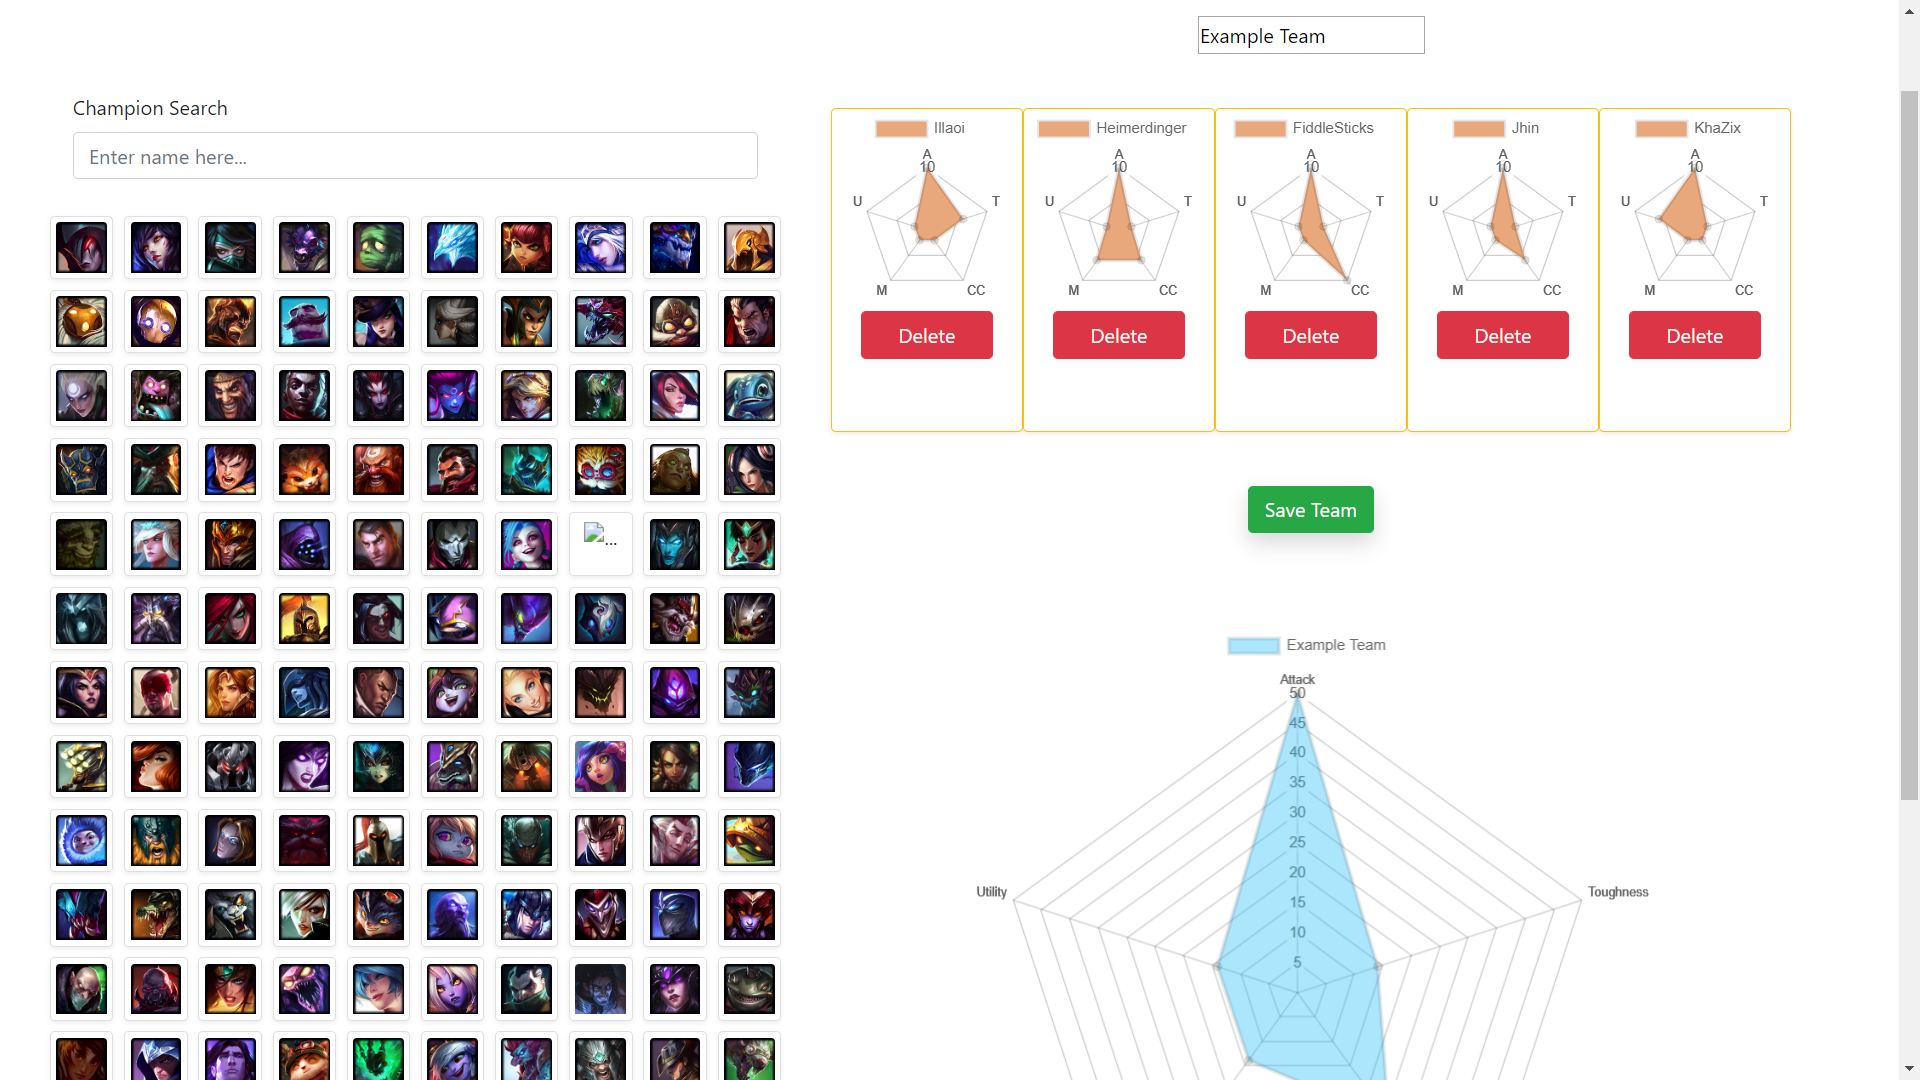 Example Team
Champion Search
Enter name here...
Illaoi
A
10
U
T
M
CC
Delete
Heimerdinger
A
10
U
T
M
CC
Delete
FiddleSticks
A
10
U
T
M
CC
Delete
Jhin
A
10
U
T
M
CC
Delete
KhaZix
A
10
U
T
M
CC
Delete
...
Save Team
Example Team
Attack
50
45
40
35
30
25
20
15
10
5
Utility
Toughness